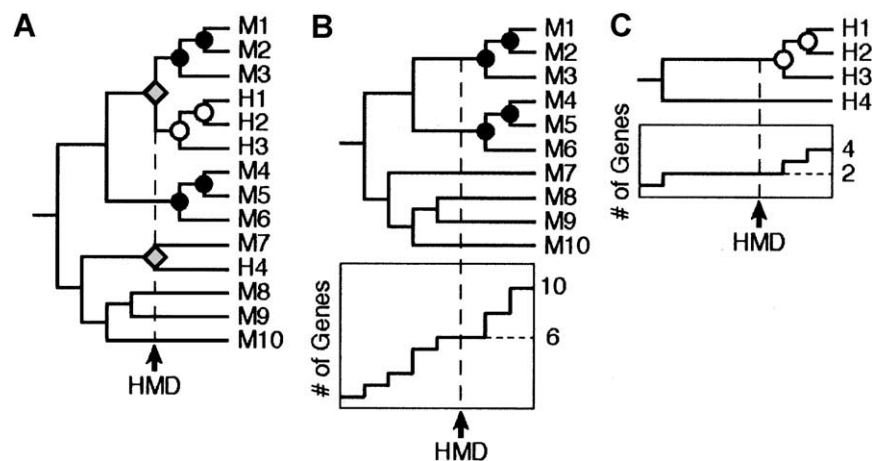 A
M1
M2
M3
H1
H2
H3
M4
M5
M6
M7
H4
M8
M9
M10
HMD
B
M1
M2
M3
M4
M5
M6
M7
M8
M9
M10
# of Genes
10
6
HMD
C
H1
H2
H3
H4
# of Genes
4
2
HMD